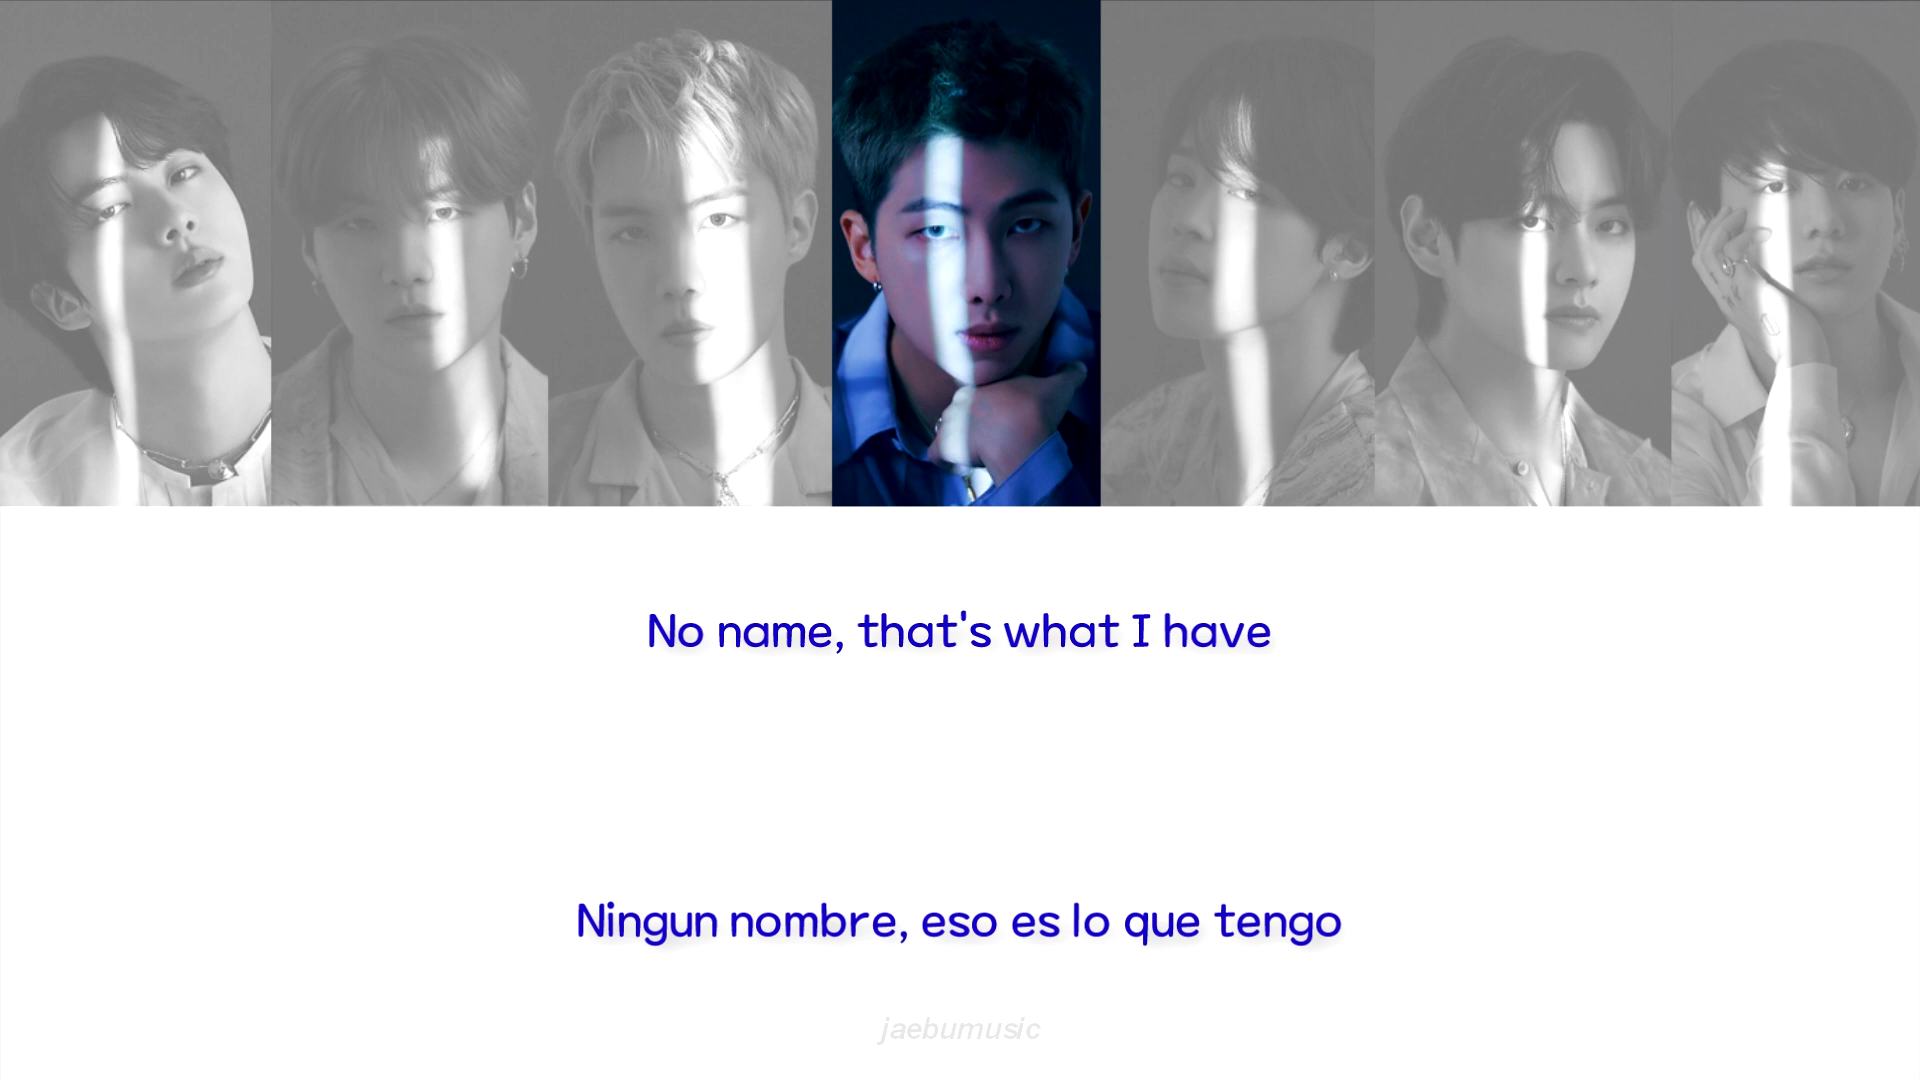 No name, that's what I have
Ningun nombre, eso es lo que tengo
jaebumusic